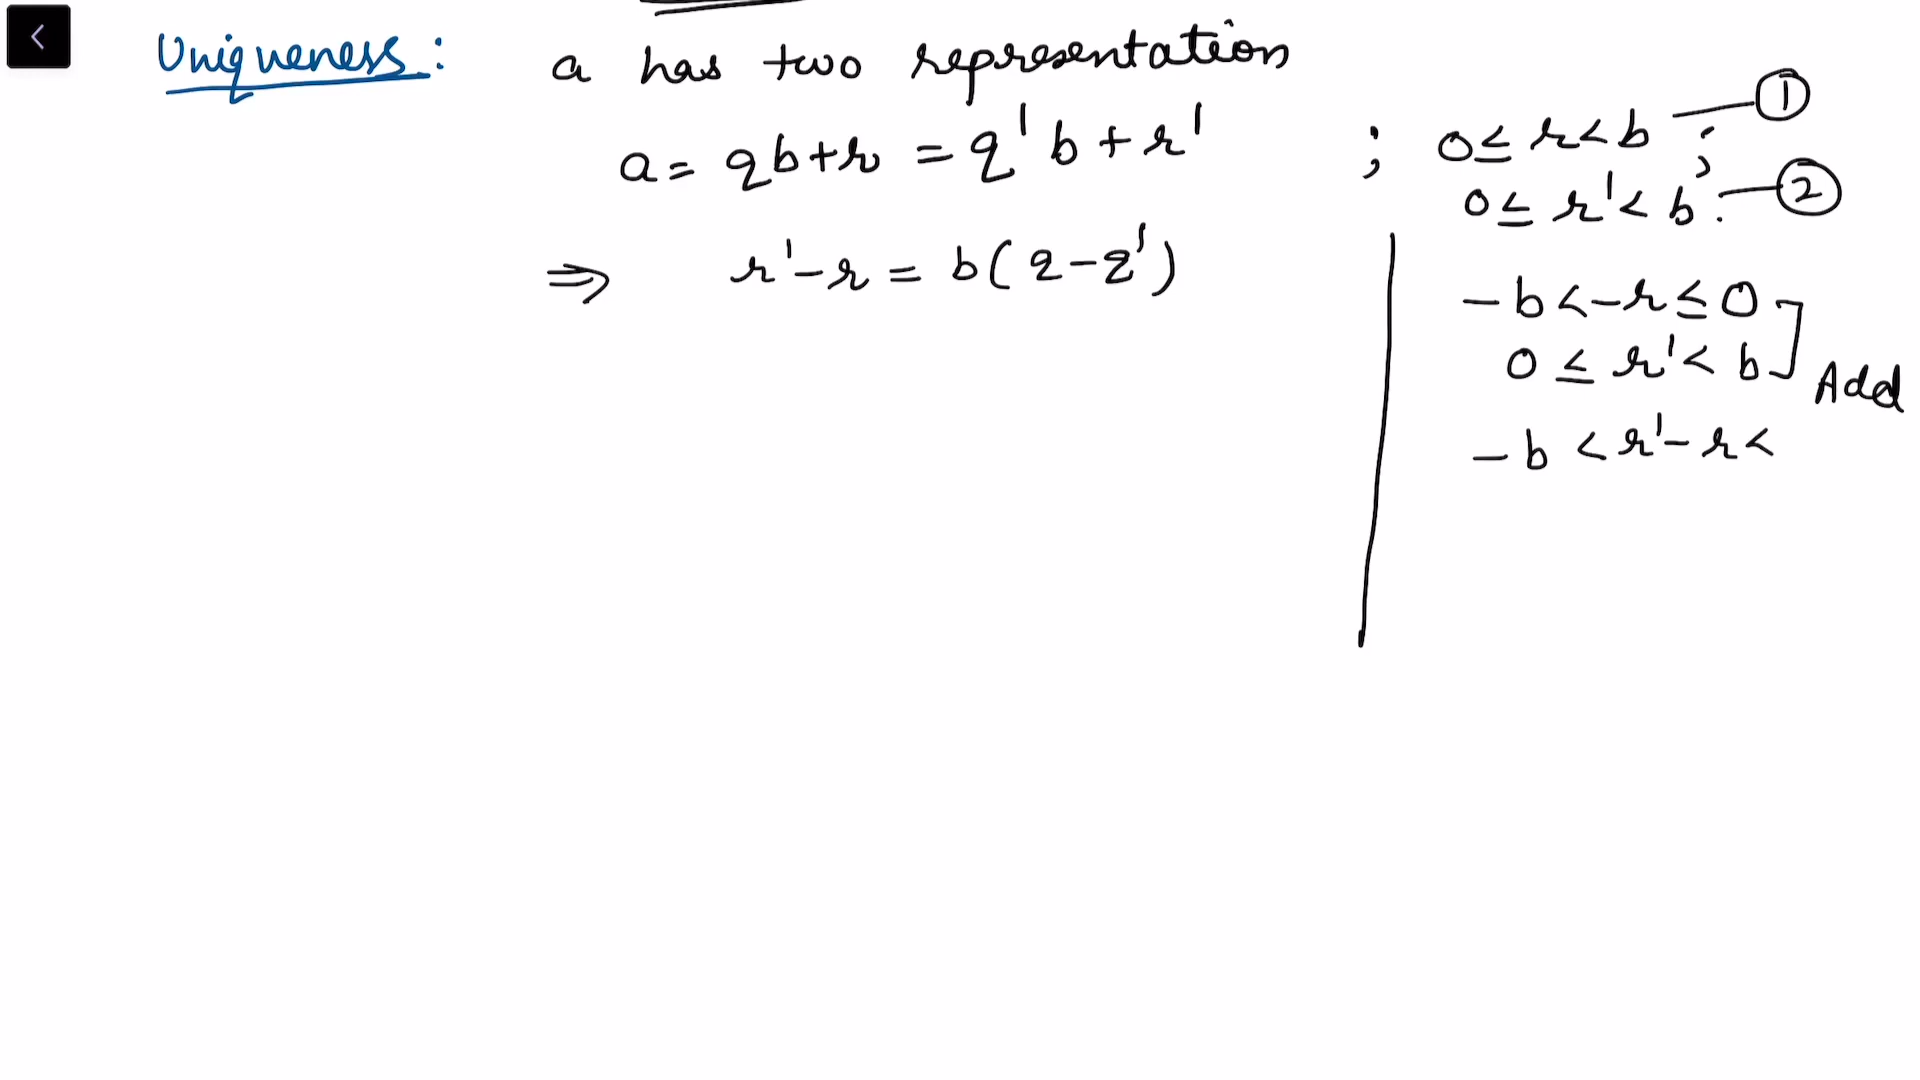 Uniqueness: a has two representation
a = qb+r = q'b+r' ; 0≤ r<b — ① ;
0≤ r'< b. — ②
⇒ r'-r = b(q-q')
-b<-r≤0
0 ≤ r'< b ] Add
-b < r'-r <